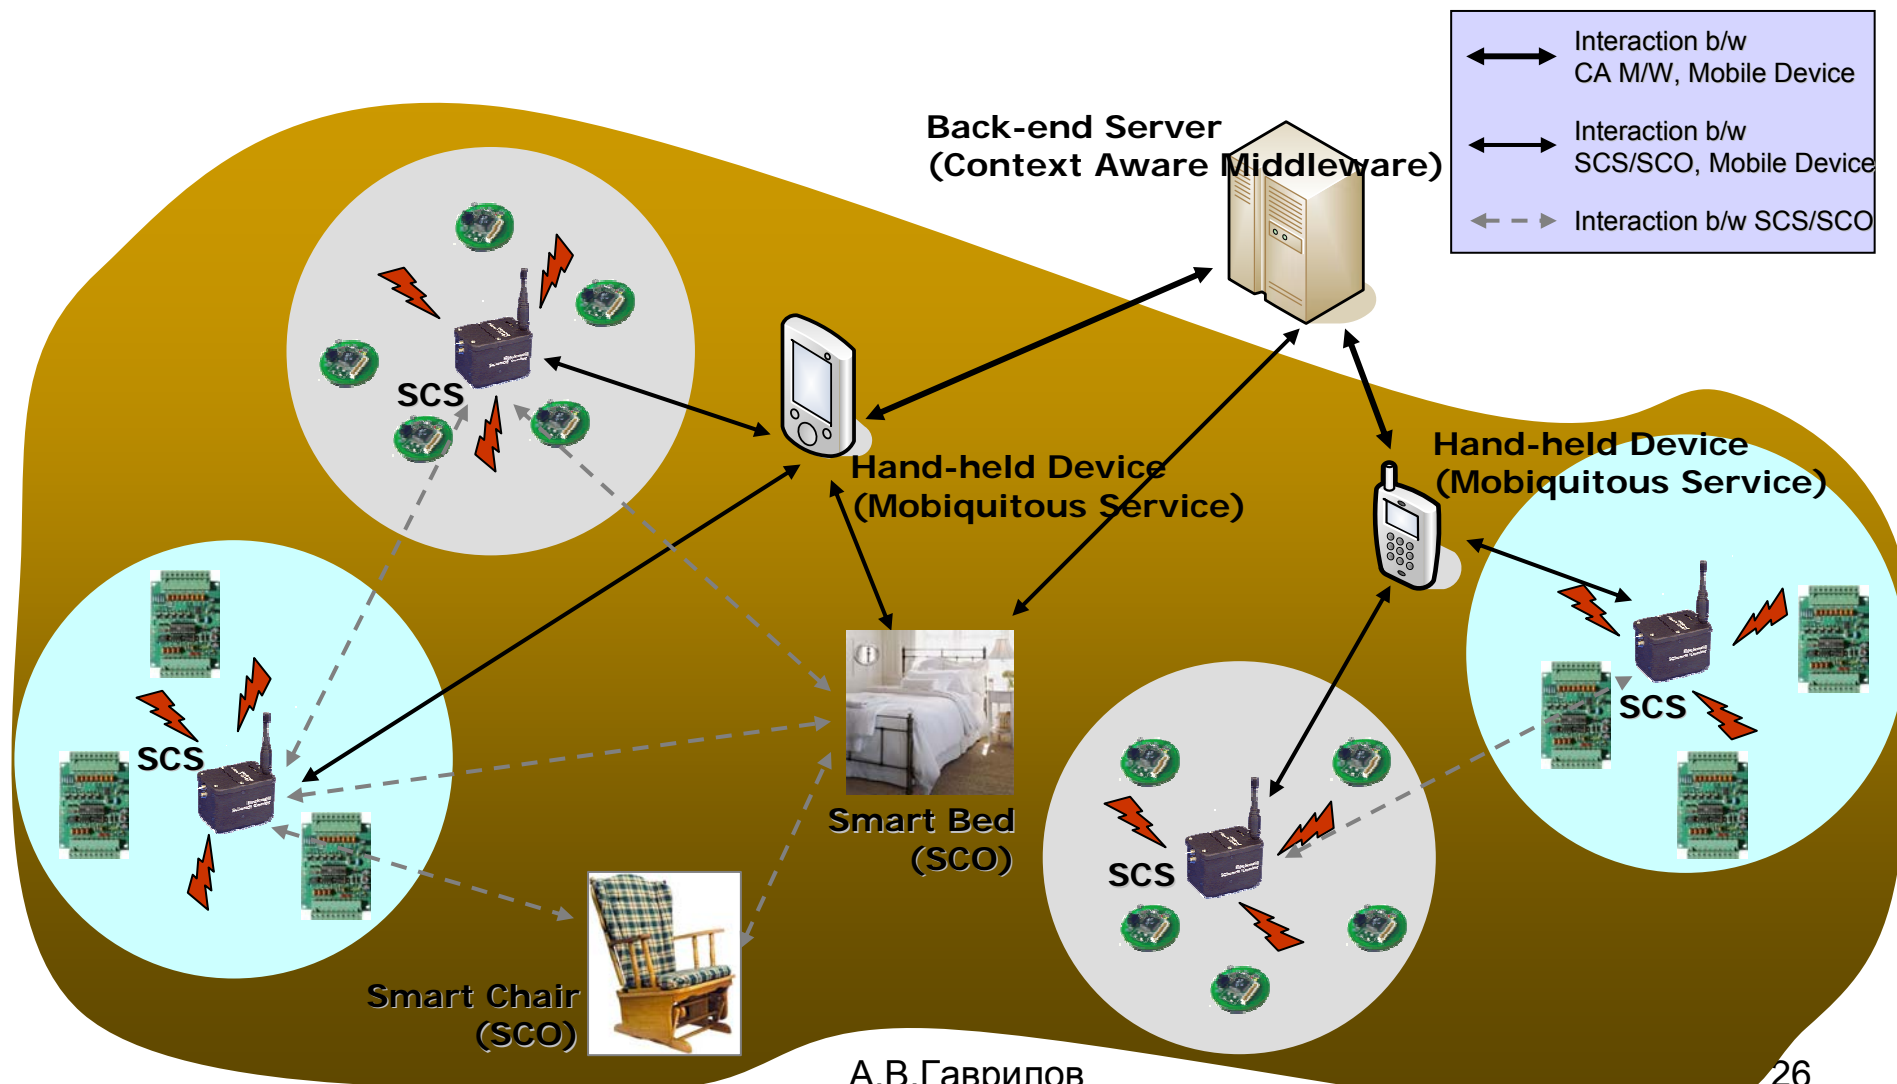 Interaction b/w
CA M/W, Mobile Device
Interaction b/w
SCS/SCO, Mobile Device
Interaction b/w SCS/SCO
Back-end Server
(Context Aware Middleware)
SCS
Hand-held Device
(Mobiquitous Service)
Hand-held Device
(Mobiquitous Service)
SCS
SCS
Smart Bed
(SCO)
SCS
Smart Chair
(SCO)
А.В.Гаврилов
26